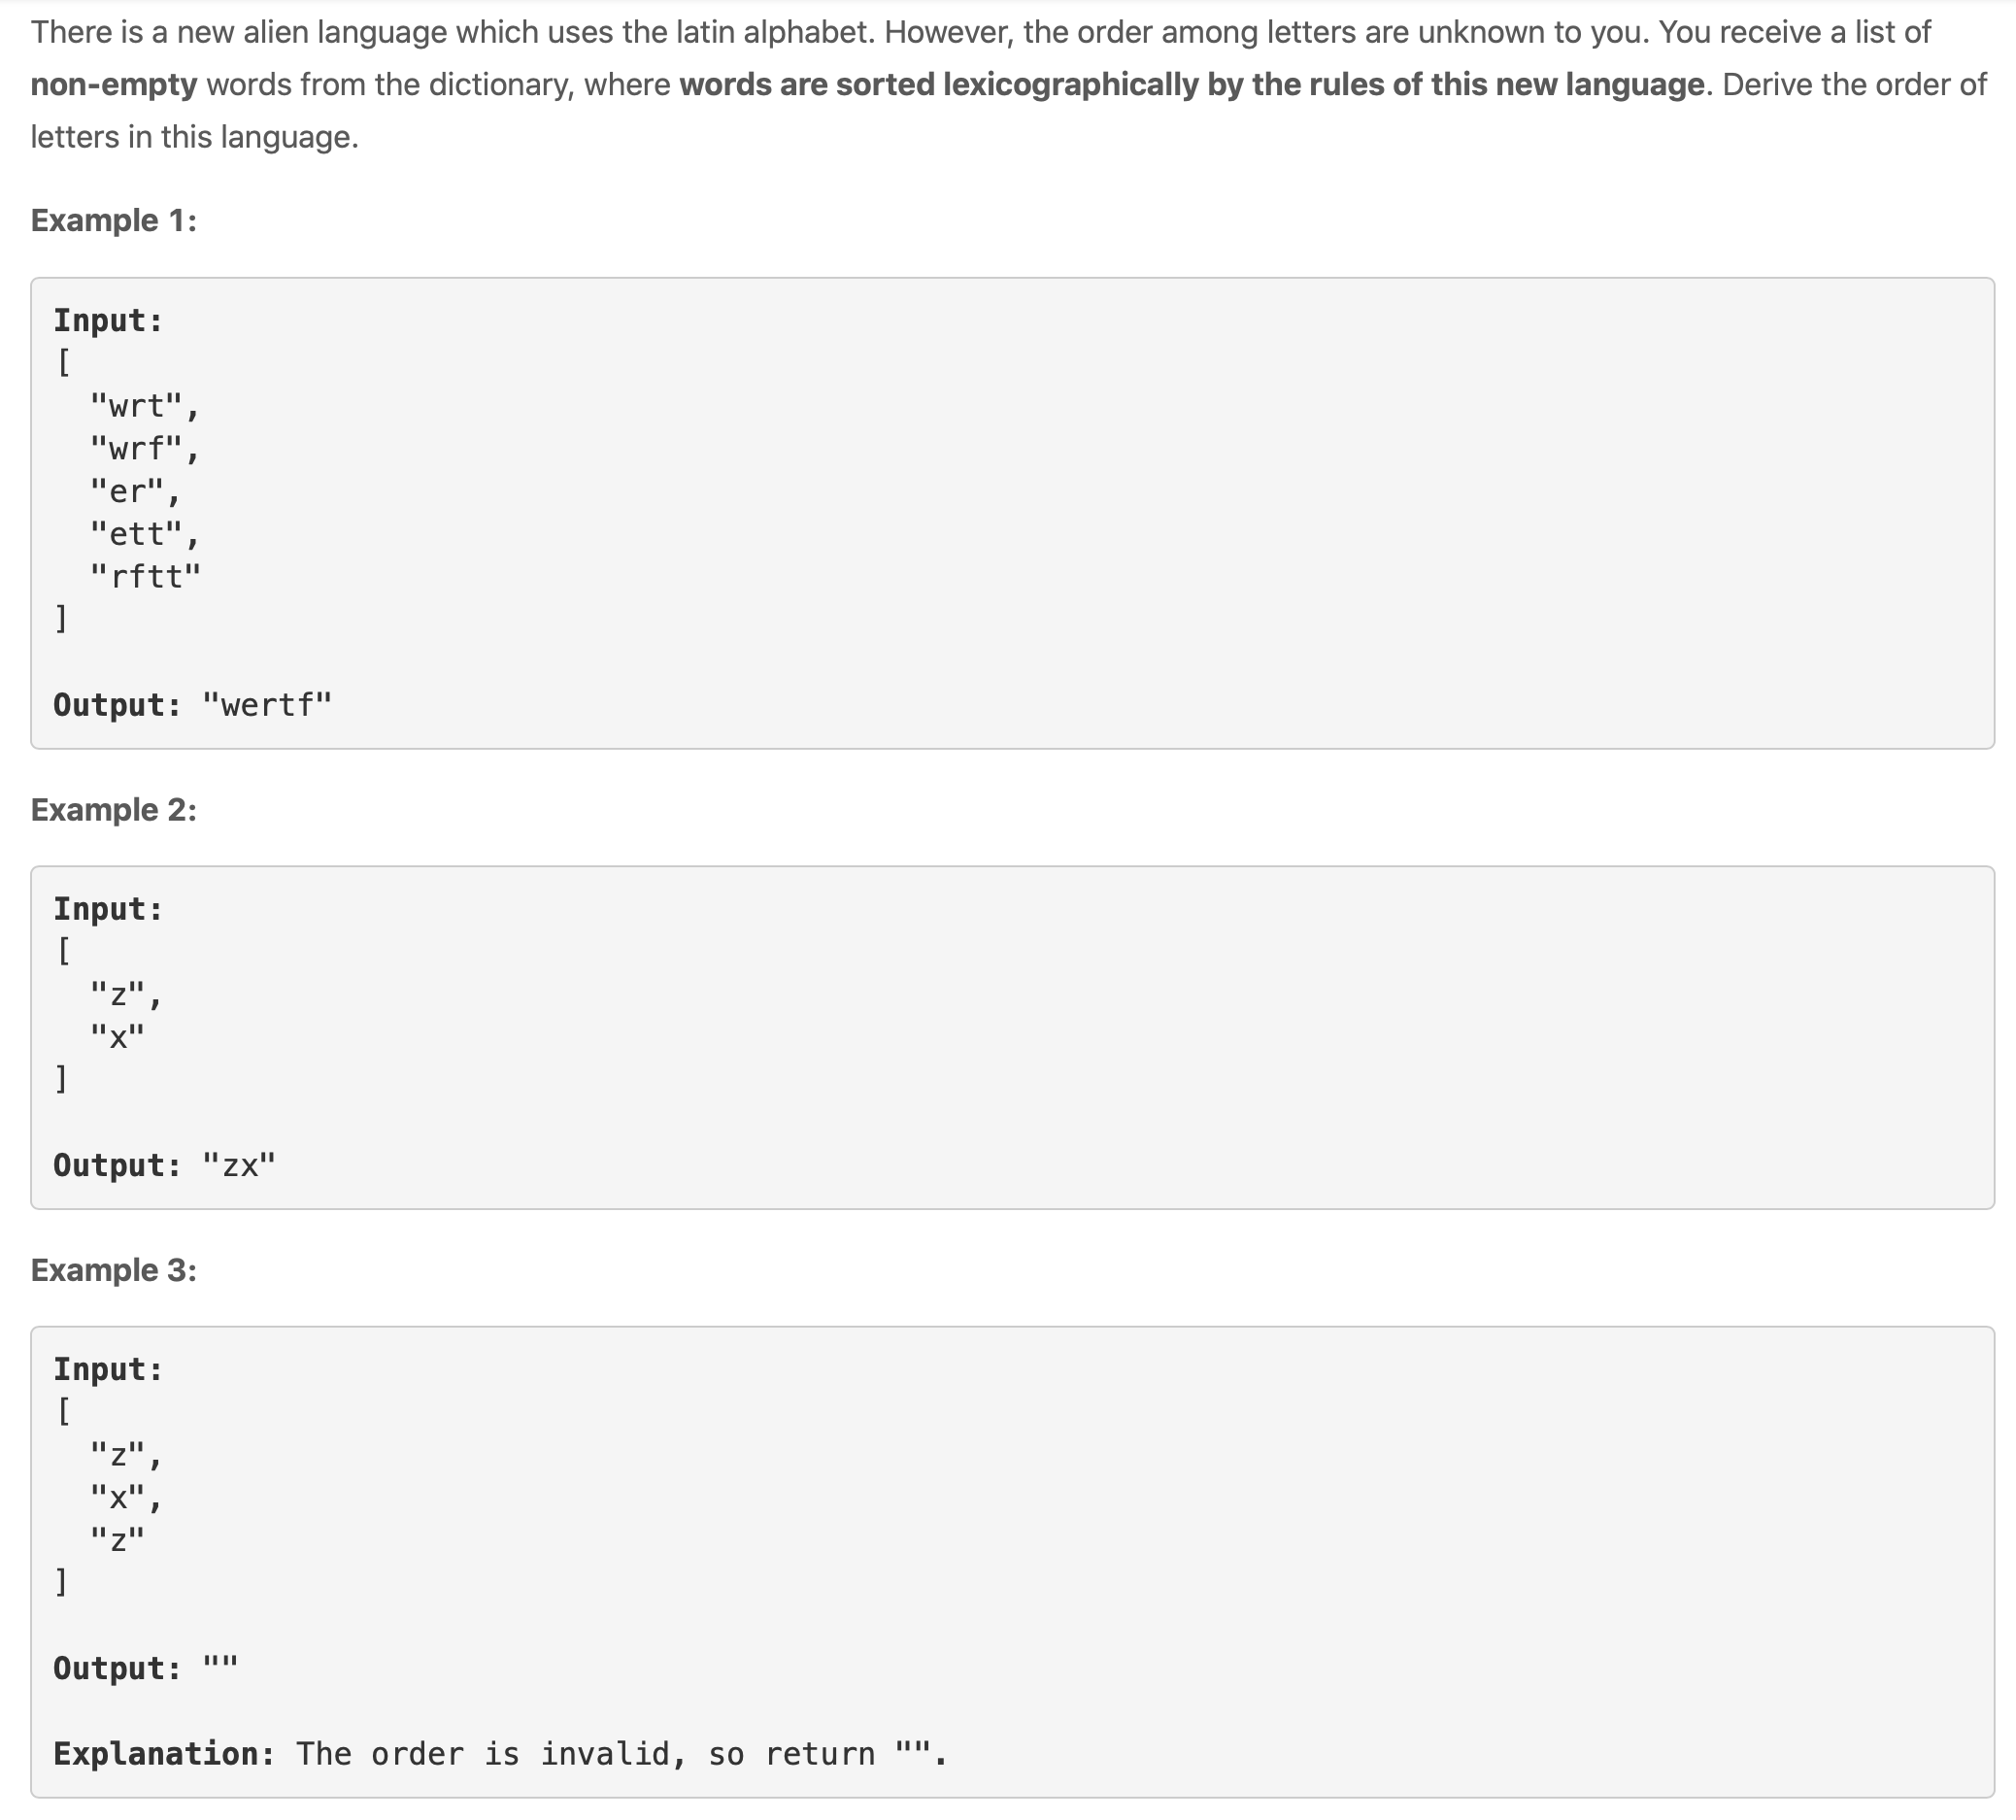 There is a new alien language which uses the latin alphabet. However, the order among letters are unknown to you. You receive a list of
non-empty words from the dictionary, where words are sorted lexicographically by the rules of this new language. Derive the order of
letters in this language.
Example 1:
Input:
[
  "wrt",
  "wrf",
  "er",
  "ett",
  "rftt"
]
Output: "wertf"
Example 2:
Input:
[
  "z",
  "x"
]
Output: "zx"
Example 3:
Input:
[
  "z",
  "x",
  "z"
]
Output: ""
Explanation: The order is invalid, so return "".